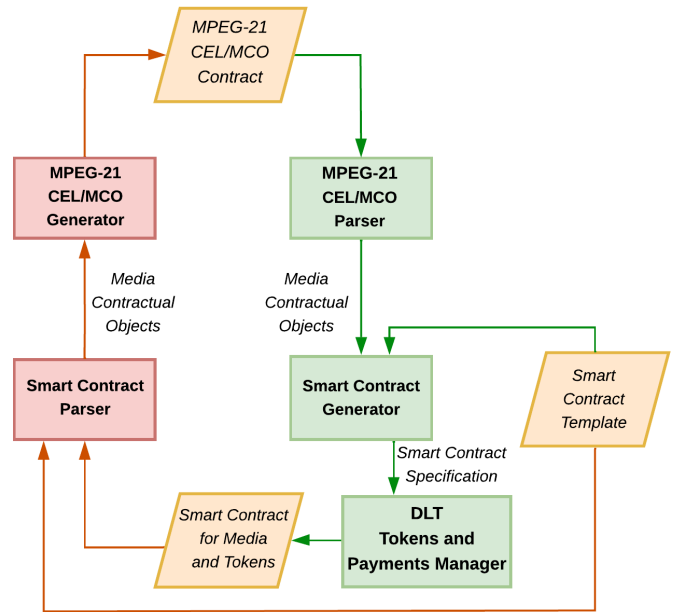 MPEG-21
CEL/MCO
Contract
MPEG-21
CEL/MCO
Generator
MPEG-21
CEL/MCO
Parser
Media
Contractual
Objects
Media
Contractual
Objects
Smart Contract
Parser
Smart Contract
Generator
Smart
Contract
Template
Smart Contract
Specification
Smart Contract
for Media
and Tokens
DLT
Tokens and
Payments Manager